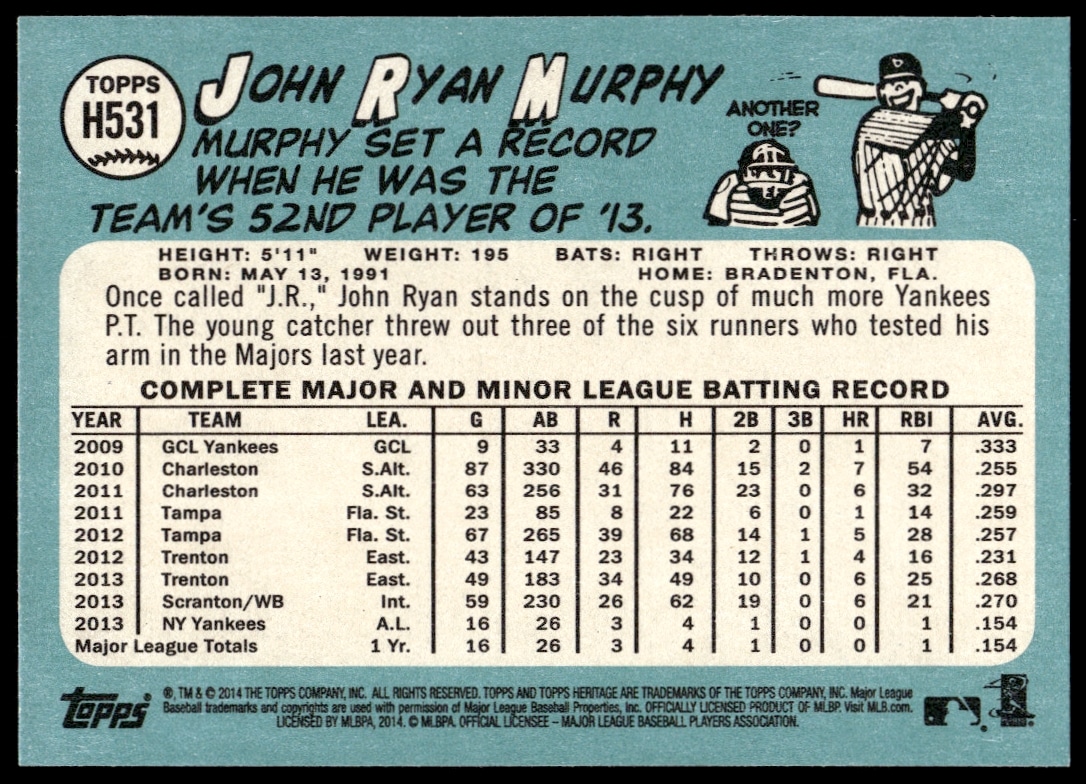 TOPPS
H531
JOHN RYAN MURPHY
MURPHY SET A RECORD
WHEN HE WAS THE
TEAM'S 52ND PLAYER OF '13.
ANOTHER
ONE?
HEIGHT: 5'11" WEIGHT: 195 BATS: RIGHT THROWS: RIGHT
BORN: MAY 13, 1991 HOME: BRADENTON, FLA.
Once called "J.R.," John Ryan stands on the cusp of much more Yankees
P.T. The young catcher threw out three of the six runners who tested his
arm in the Majors last year.
COMPLETE MAJOR AND MINOR LEAGUE BATTING RECORD
YEAR TEAM LEA. G AB R H 2B 3B HR RBI AVG.
2009 GCL Yankees GCL 9 33 4 11 2 0 1 7 .333
2010 Charleston S.Alt. 87 330 46 84 15 2 7 54 .255
2011 Charleston S.Alt. 63 256 31 76 23 0 6 32 .297
2011 Tampa Fla. St. 23 85 8 22 6 0 1 14 .259
2012 Tampa Fla. St. 67 265 39 68 14 1 5 28 .257
2012 Trenton East. 43 147 23 34 12 1 4 16 .231
2013 Trenton East. 49 183 34 49 10 0 6 25 .268
2013 Scranton/WB Int. 59 230 26 62 19 0 6 21 .270
2013 NY Yankees A.L. 16 26 3 4 1 0 0 1 .154
Major League Totals 1 Yr. 16 26 3 4 1 0 0 1 .154
Topps
®, TM & © 2014 THE TOPPS COMPANY, INC. ALL RIGHTS RESERVED. TOPPS AND TOPPS HERITAGE ARE TRADEMARKS OF THE TOPPS COMPANY, INC. Major League
Baseball trademarks and copyrights are used with permission of Major League Baseball Properties, Inc. OFFICIALLY LICENSED PRODUCT OF MLBP. Visit MLB.com.
LICENSED BY MLBPA, 2014. © MLBPA. OFFICIAL LICENSEE – MAJOR LEAGUE BASEBALL PLAYERS ASSOCIATION.